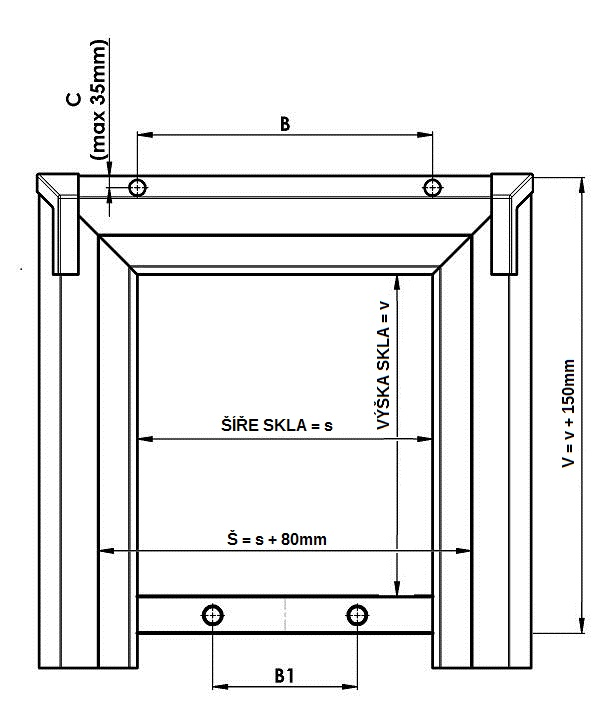 C
(max 35mm)
B
VÝŠKA SKLA = v
ŠÍŘE SKLA = s
V = v + 150mm
Š = s + 80mm
B1